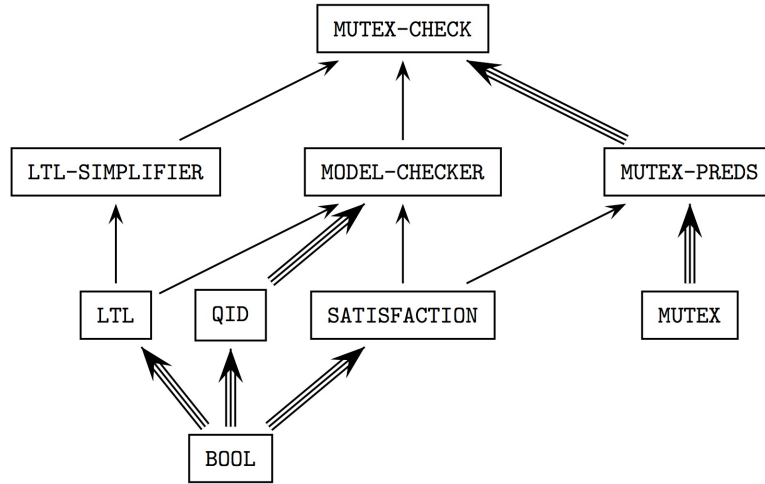 MUTEX-CHECK
LTL-SIMPLIFIER
MODEL-CHECKER
MUTEX-PREDS
LTL
QID
SATISFACTION
MUTEX
BOOL